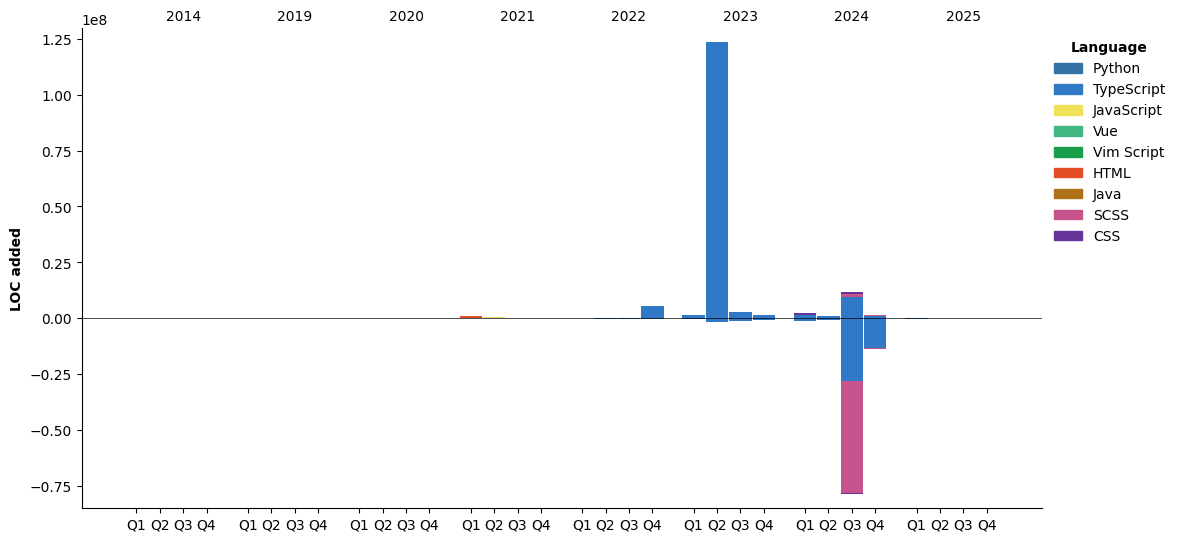 1e8
2014 2019 2020 2021 2022 2023 2024 2025
1.25
1.00
0.75
0.50
0.25
0.00
−0.25
−0.50
−0.75
LOC added
Q1 Q2 Q3 Q4 Q1 Q2 Q3 Q4 Q1 Q2 Q3 Q4 Q1 Q2 Q3 Q4 Q1 Q2 Q3 Q4 Q1 Q2 Q3 Q4 Q1 Q2 Q3 Q4 Q1 Q2 Q3 Q4
Language
Python
TypeScript
JavaScript
Vue
Vim Script
HTML
Java
SCSS
CSS